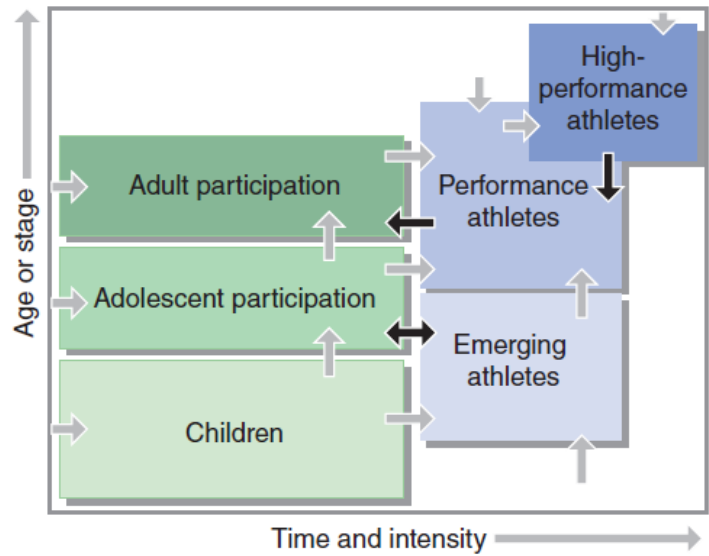 High-
performance
athletes
Adult participation
Performance
athletes
Adolescent participation
Emerging
athletes
Children
Age or stage
Time and intensity